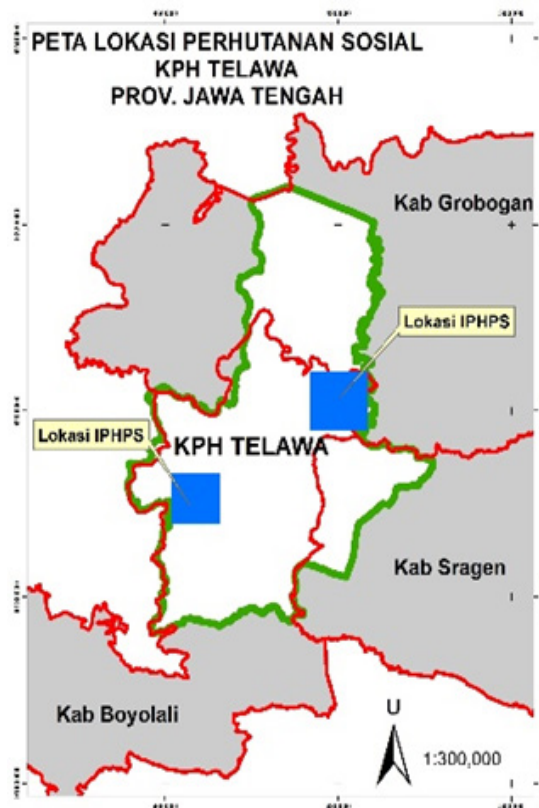 PETA LOKASI PERHUTANAN SOSIAL
KPH TELAWA
PROV. JAWA TENGAH
Kab Grobogan
Lokasi IPHPS
Lokasi IPHPS
KPH TELAWA
Kab Sragen
Kab Boyolali
U
1:300,000